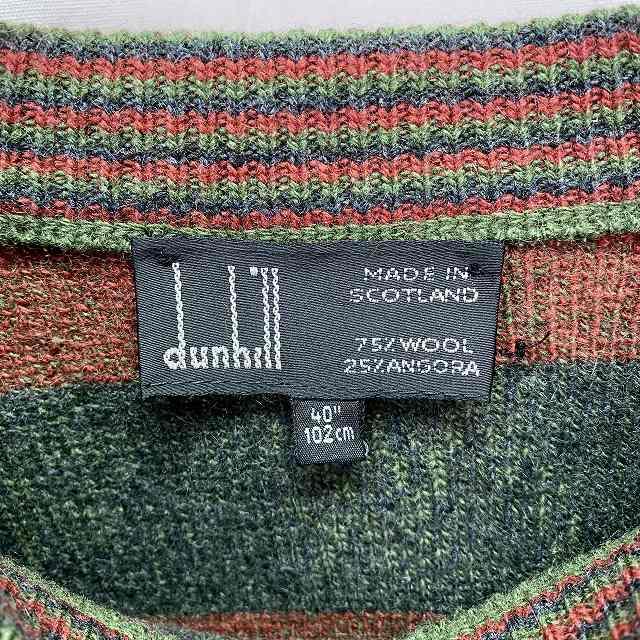 dunhill
MADE IN
SCOTLAND
75% WOOL
25% ANGORA
40"
102cm